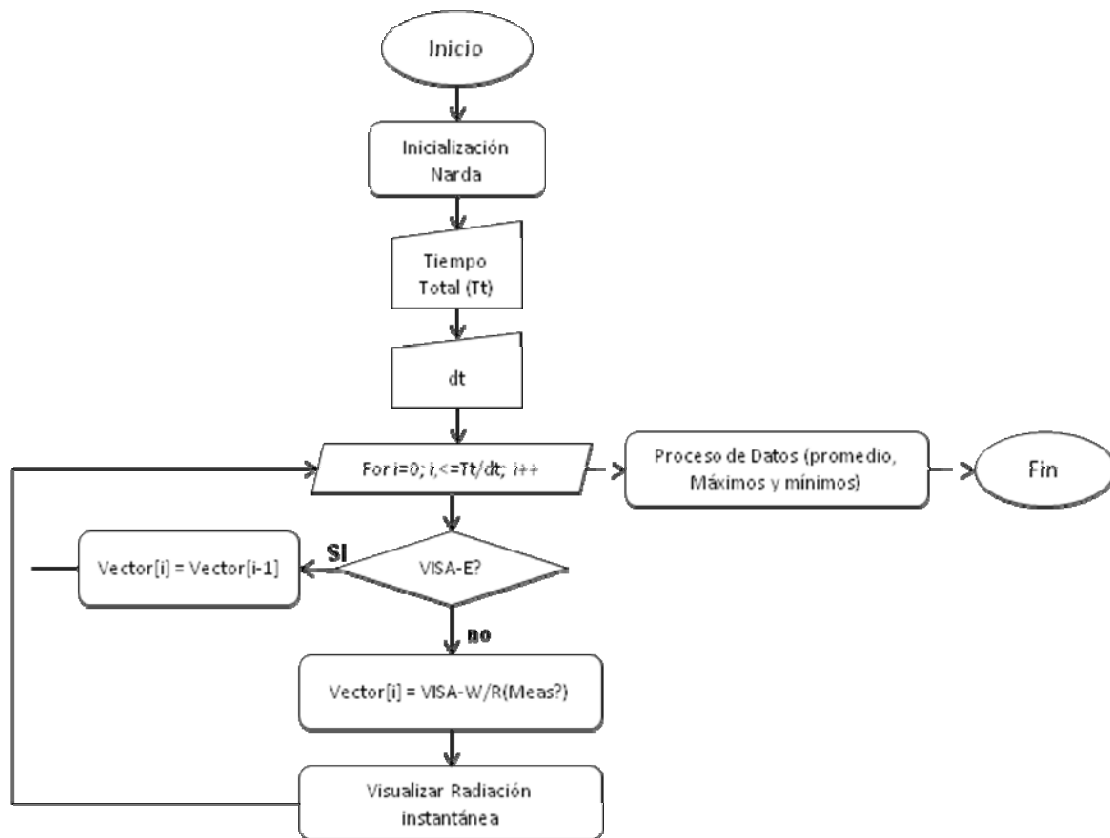 Inicio
Inicialización
Narda
Tiempo
Total (Tt)
dt
For i=0; i,<=Tt/dt; i++
Proceso de Datos (promedio,
Máximos y mínimos)
Fin
VISA-E?
SI
Vector[i] = Vector[i-1]
no
Vector[i] = VISA-W/R(Meas?)
Visualizar Radiación
instantánea